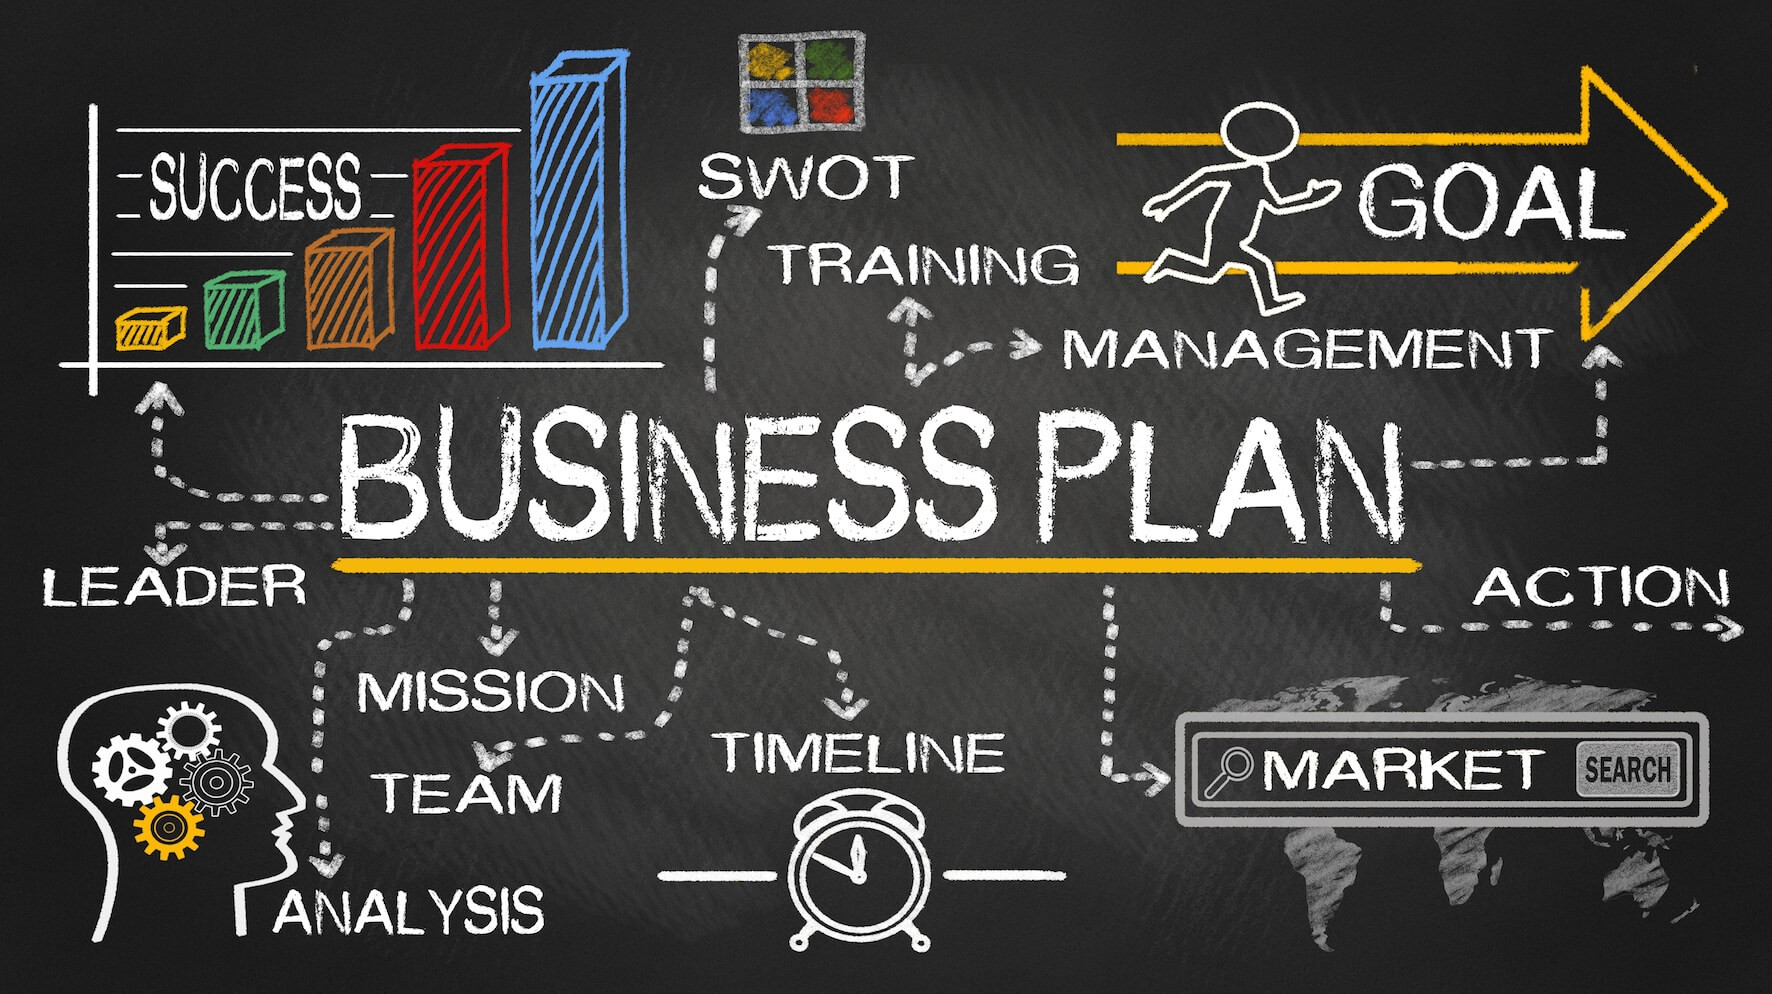 SUCCESS
SWOT
TRAINING
GOAL
MANAGEMENT
BUSINESS PLAN
LEADER
ACTION
MISSION
TEAM
TIMELINE
MARKET SEARCH
ANALYSIS